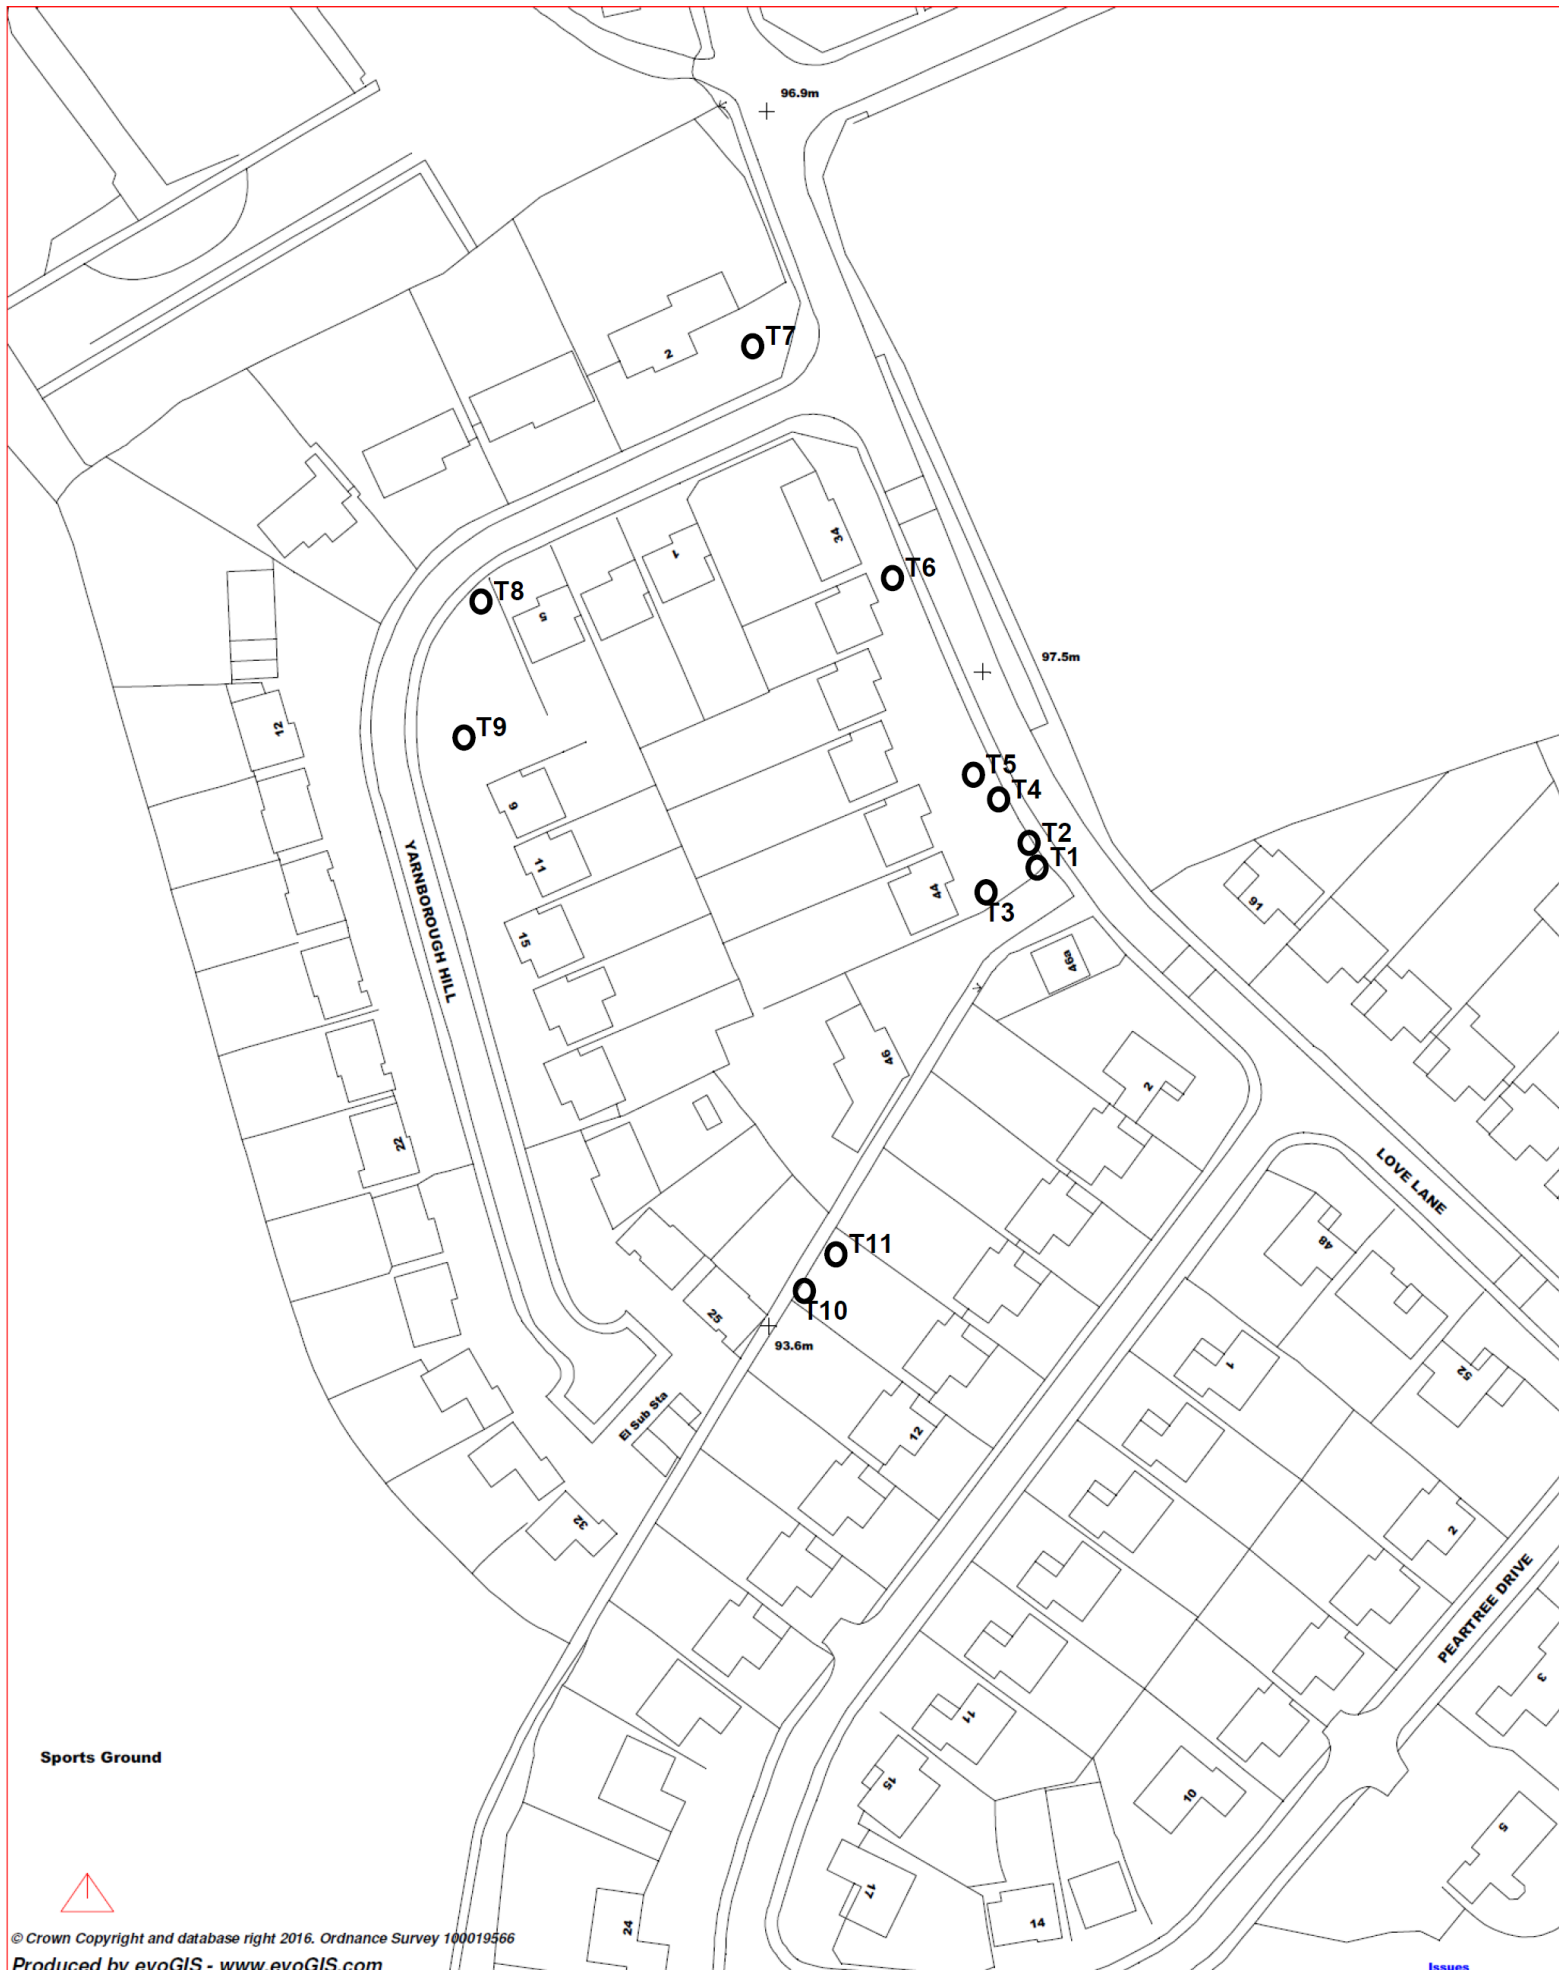 96.9m
T7
2
34
1
T6
T8
5
97.5m
12
T9
T5
T4
9
T2
YARNBOROUGH HILL
11
T1
44
T3
91
15
46a
46
2
22
LOVE LANE
48
T11
T10
25
93.6m
1
52
El Sub Sta
12
32
2
PEARTREE DRIVE
3
11
Sports Ground
15
10
5
17
14
24
© Crown Copyright and database right 2016. Ordnance Survey 100019566
Produced by evoGIS - www.evoGIS.com
Issues